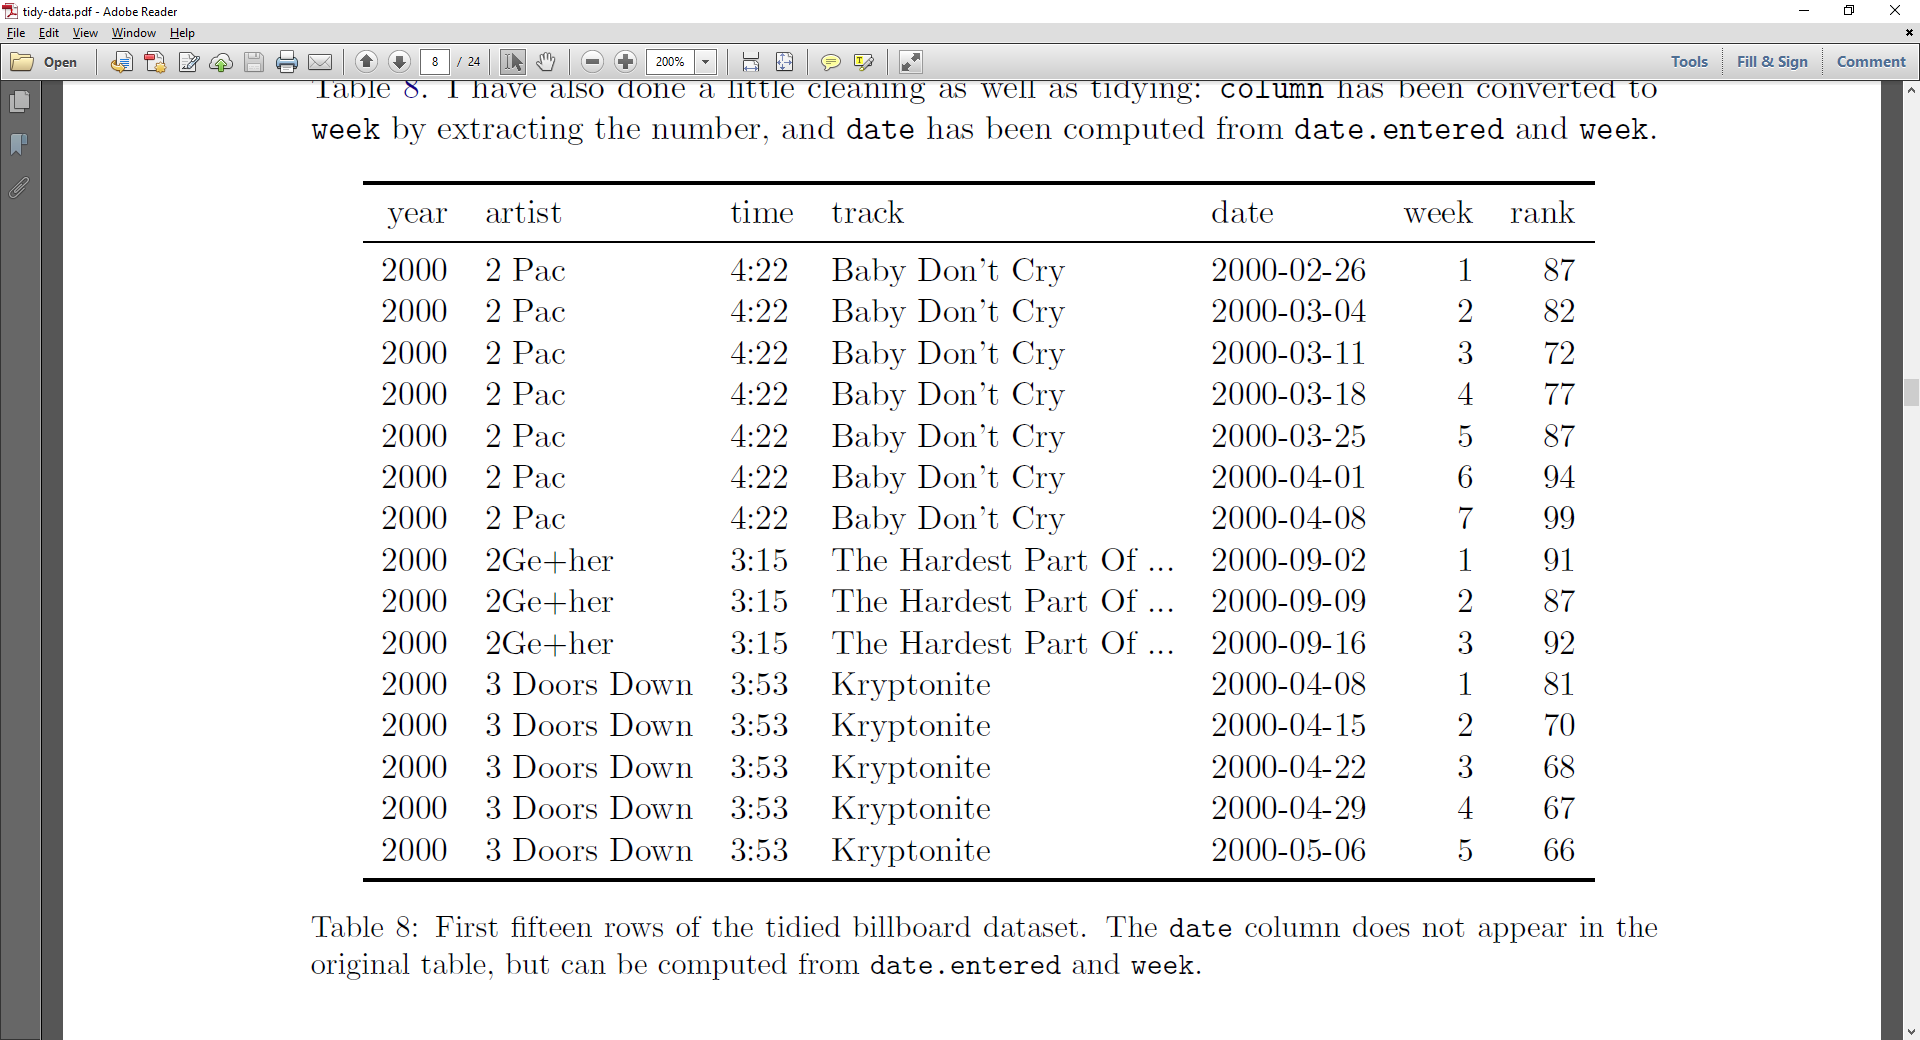 tidy-data.pdf - Adobe Reader
File Edit View Window Help
Open 8 / 24 200% Tools Fill & Sign Comment
Table 8. I have also done a little cleaning as well as tidying: column has been converted to
week by extracting the number, and date has been computed from date.entered and week.
year artist time track date week rank
2000 2 Pac 4:22 Baby Don't Cry 2000-02-26 1 87
2000 2 Pac 4:22 Baby Don't Cry 2000-03-04 2 82
2000 2 Pac 4:22 Baby Don't Cry 2000-03-11 3 72
2000 2 Pac 4:22 Baby Don't Cry 2000-03-18 4 77
2000 2 Pac 4:22 Baby Don't Cry 2000-03-25 5 87
2000 2 Pac 4:22 Baby Don't Cry 2000-04-01 6 94
2000 2 Pac 4:22 Baby Don't Cry 2000-04-08 7 99
2000 2Ge+her 3:15 The Hardest Part Of ... 2000-09-02 1 91
2000 2Ge+her 3:15 The Hardest Part Of ... 2000-09-09 2 87
2000 2Ge+her 3:15 The Hardest Part Of ... 2000-09-16 3 92
2000 3 Doors Down 3:53 Kryptonite 2000-04-08 1 81
2000 3 Doors Down 3:53 Kryptonite 2000-04-15 2 70
2000 3 Doors Down 3:53 Kryptonite 2000-04-22 3 68
2000 3 Doors Down 3:53 Kryptonite 2000-04-29 4 67
2000 3 Doors Down 3:53 Kryptonite 2000-05-06 5 66
Table 8: First fifteen rows of the tidied billboard dataset. The date column does not appear in the
original table, but can be computed from date.entered and week.